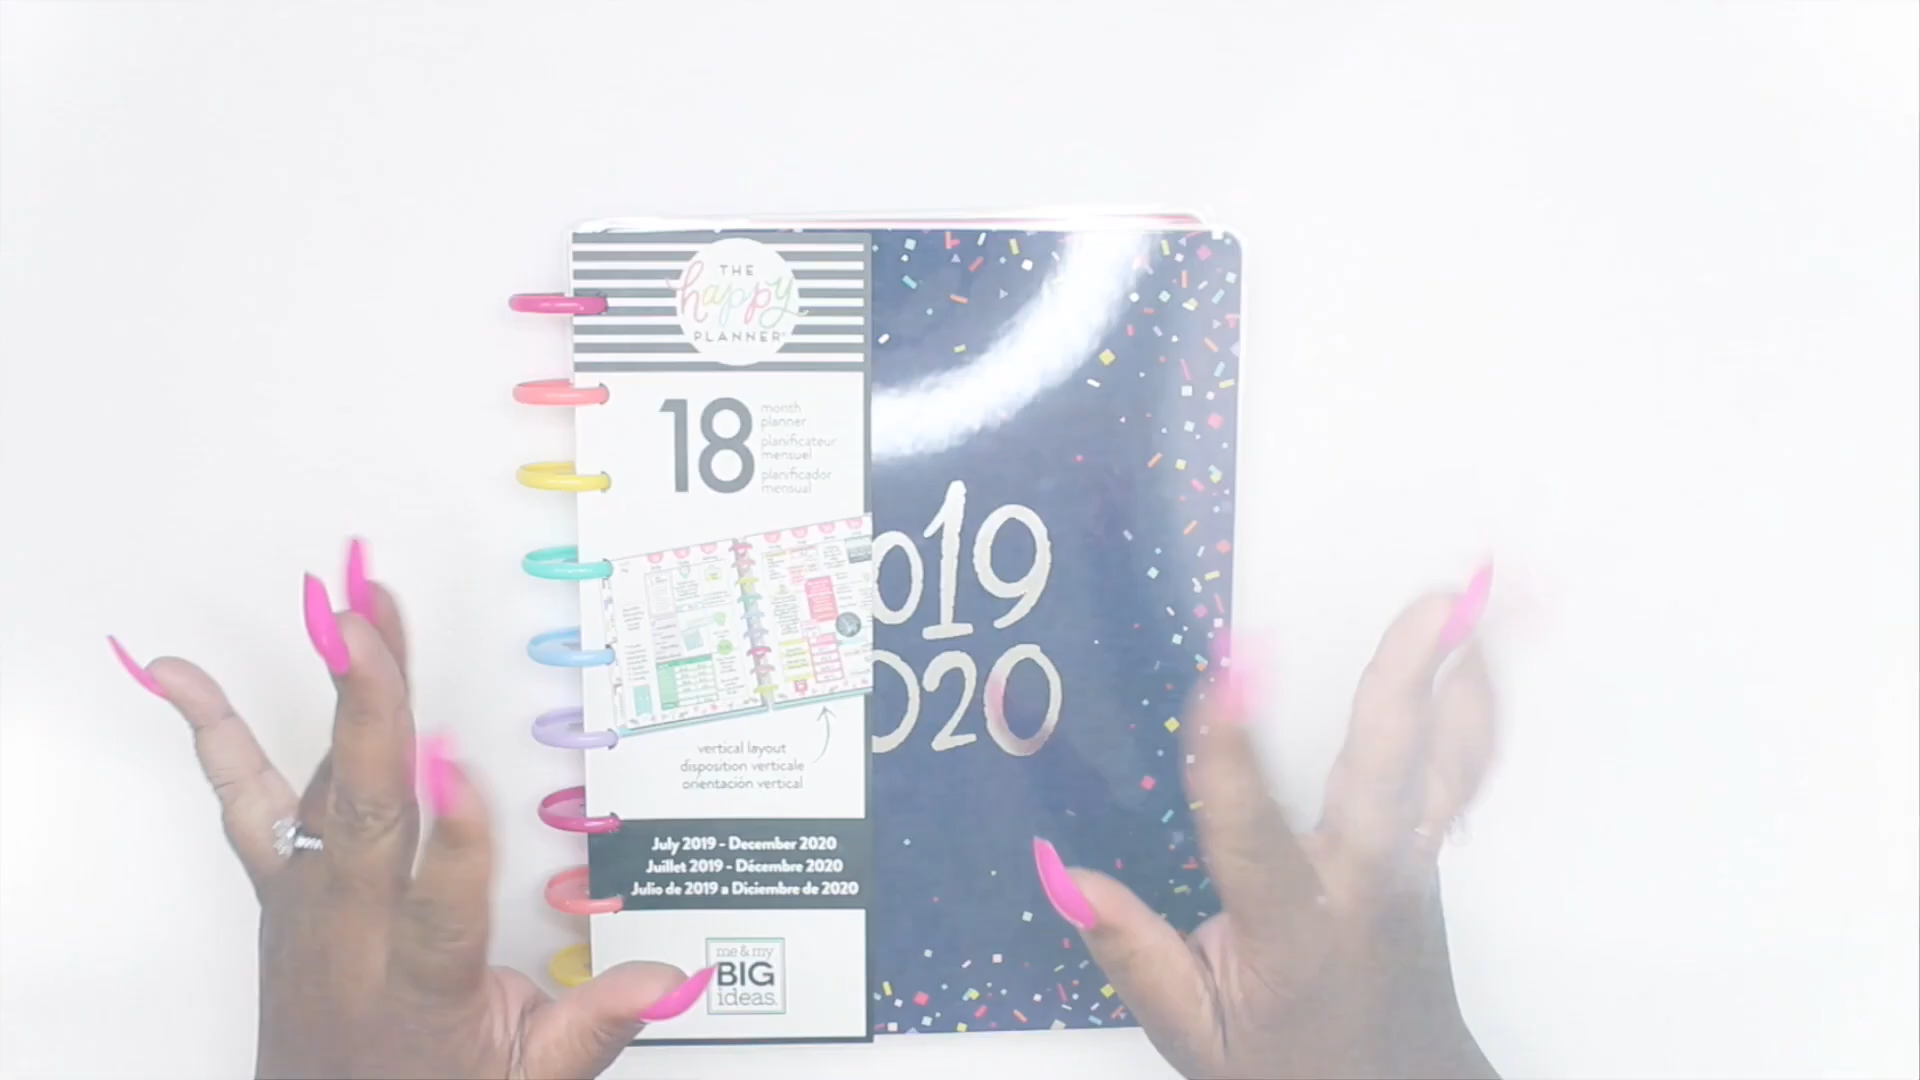 THE
happy
PLANNER
18
month
planner
planificateur
mensuel
planificador
mensual
019
020
vertical layout
disposition verticale
orientación vertical
July 2019 - December 2020
Juillet 2019 - Décembre 2020
Julio de 2019 a Diciembre de 2020
me & my
BIG
ideas.